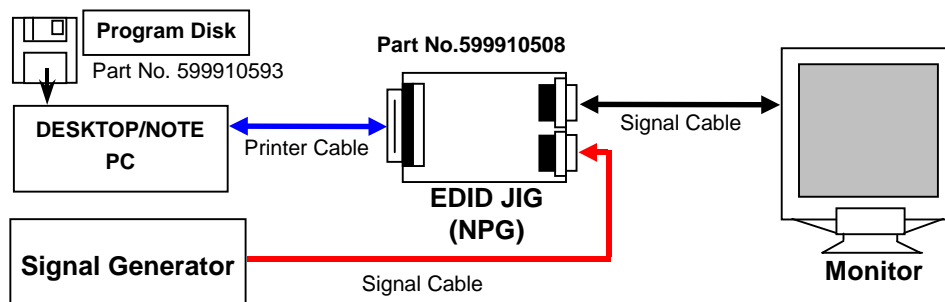 Program Disk
Part No. 599910593
Part No.599910508
DESKTOP/NOTE
PC
Printer Cable
Signal Cable
EDID JIG
(NPG)
Signal Generator
Signal Cable
Monitor